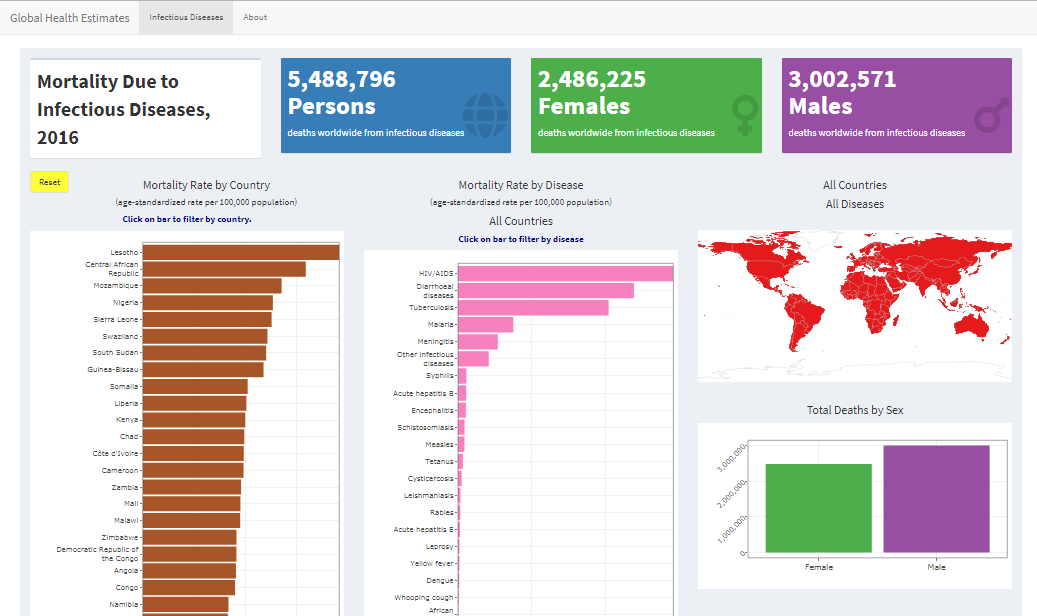 Global Health Estimates
Infectious Diseases
About
Mortality Due to
Infectious Diseases,
2016
5,488,796
Persons
deaths worldwide from infectious diseases
2,486,225
Females
deaths worldwide from infectious diseases
3,002,571
Males
deaths worldwide from infectious diseases
Reset
Mortality Rate by Country
(age-standardized rate per 100,000 population)
Click on bar to filter by country.
Lesotho
Central African
Republic
Mozambique
Nigeria
Sierra Leone
Swaziland
South Sudan
Guinea-Bissau
Somalia
Liberia
Kenya
Chad
Côte d'Ivoire
Cameroon
Zambia
Mali
Malawi
Zimbabwe
Democratic Republic of
the Congo
Angola
Congo
Namibia
Mortality Rate by Disease
(age-standardized rate per 100,000 population)
All Countries
Click on bar to filter by disease
HIV/AIDS
Diarrhoeal
diseases
Tuberculosis
Malaria
Meningitis
Other infectious
diseases
Syphilis
Acute hepatitis B
Encephalitis
Schistosomiasis
Measles
Tetanus
Cysticercosis
Leishmaniasis
Rabies
Acute hepatitis E
Leprosy
Yellow fever
Dengue
Whooping cough
African
All Countries
All Diseases
Total Deaths by Sex
3,000,000
2,000,000
1,000,000
0
Female
Male